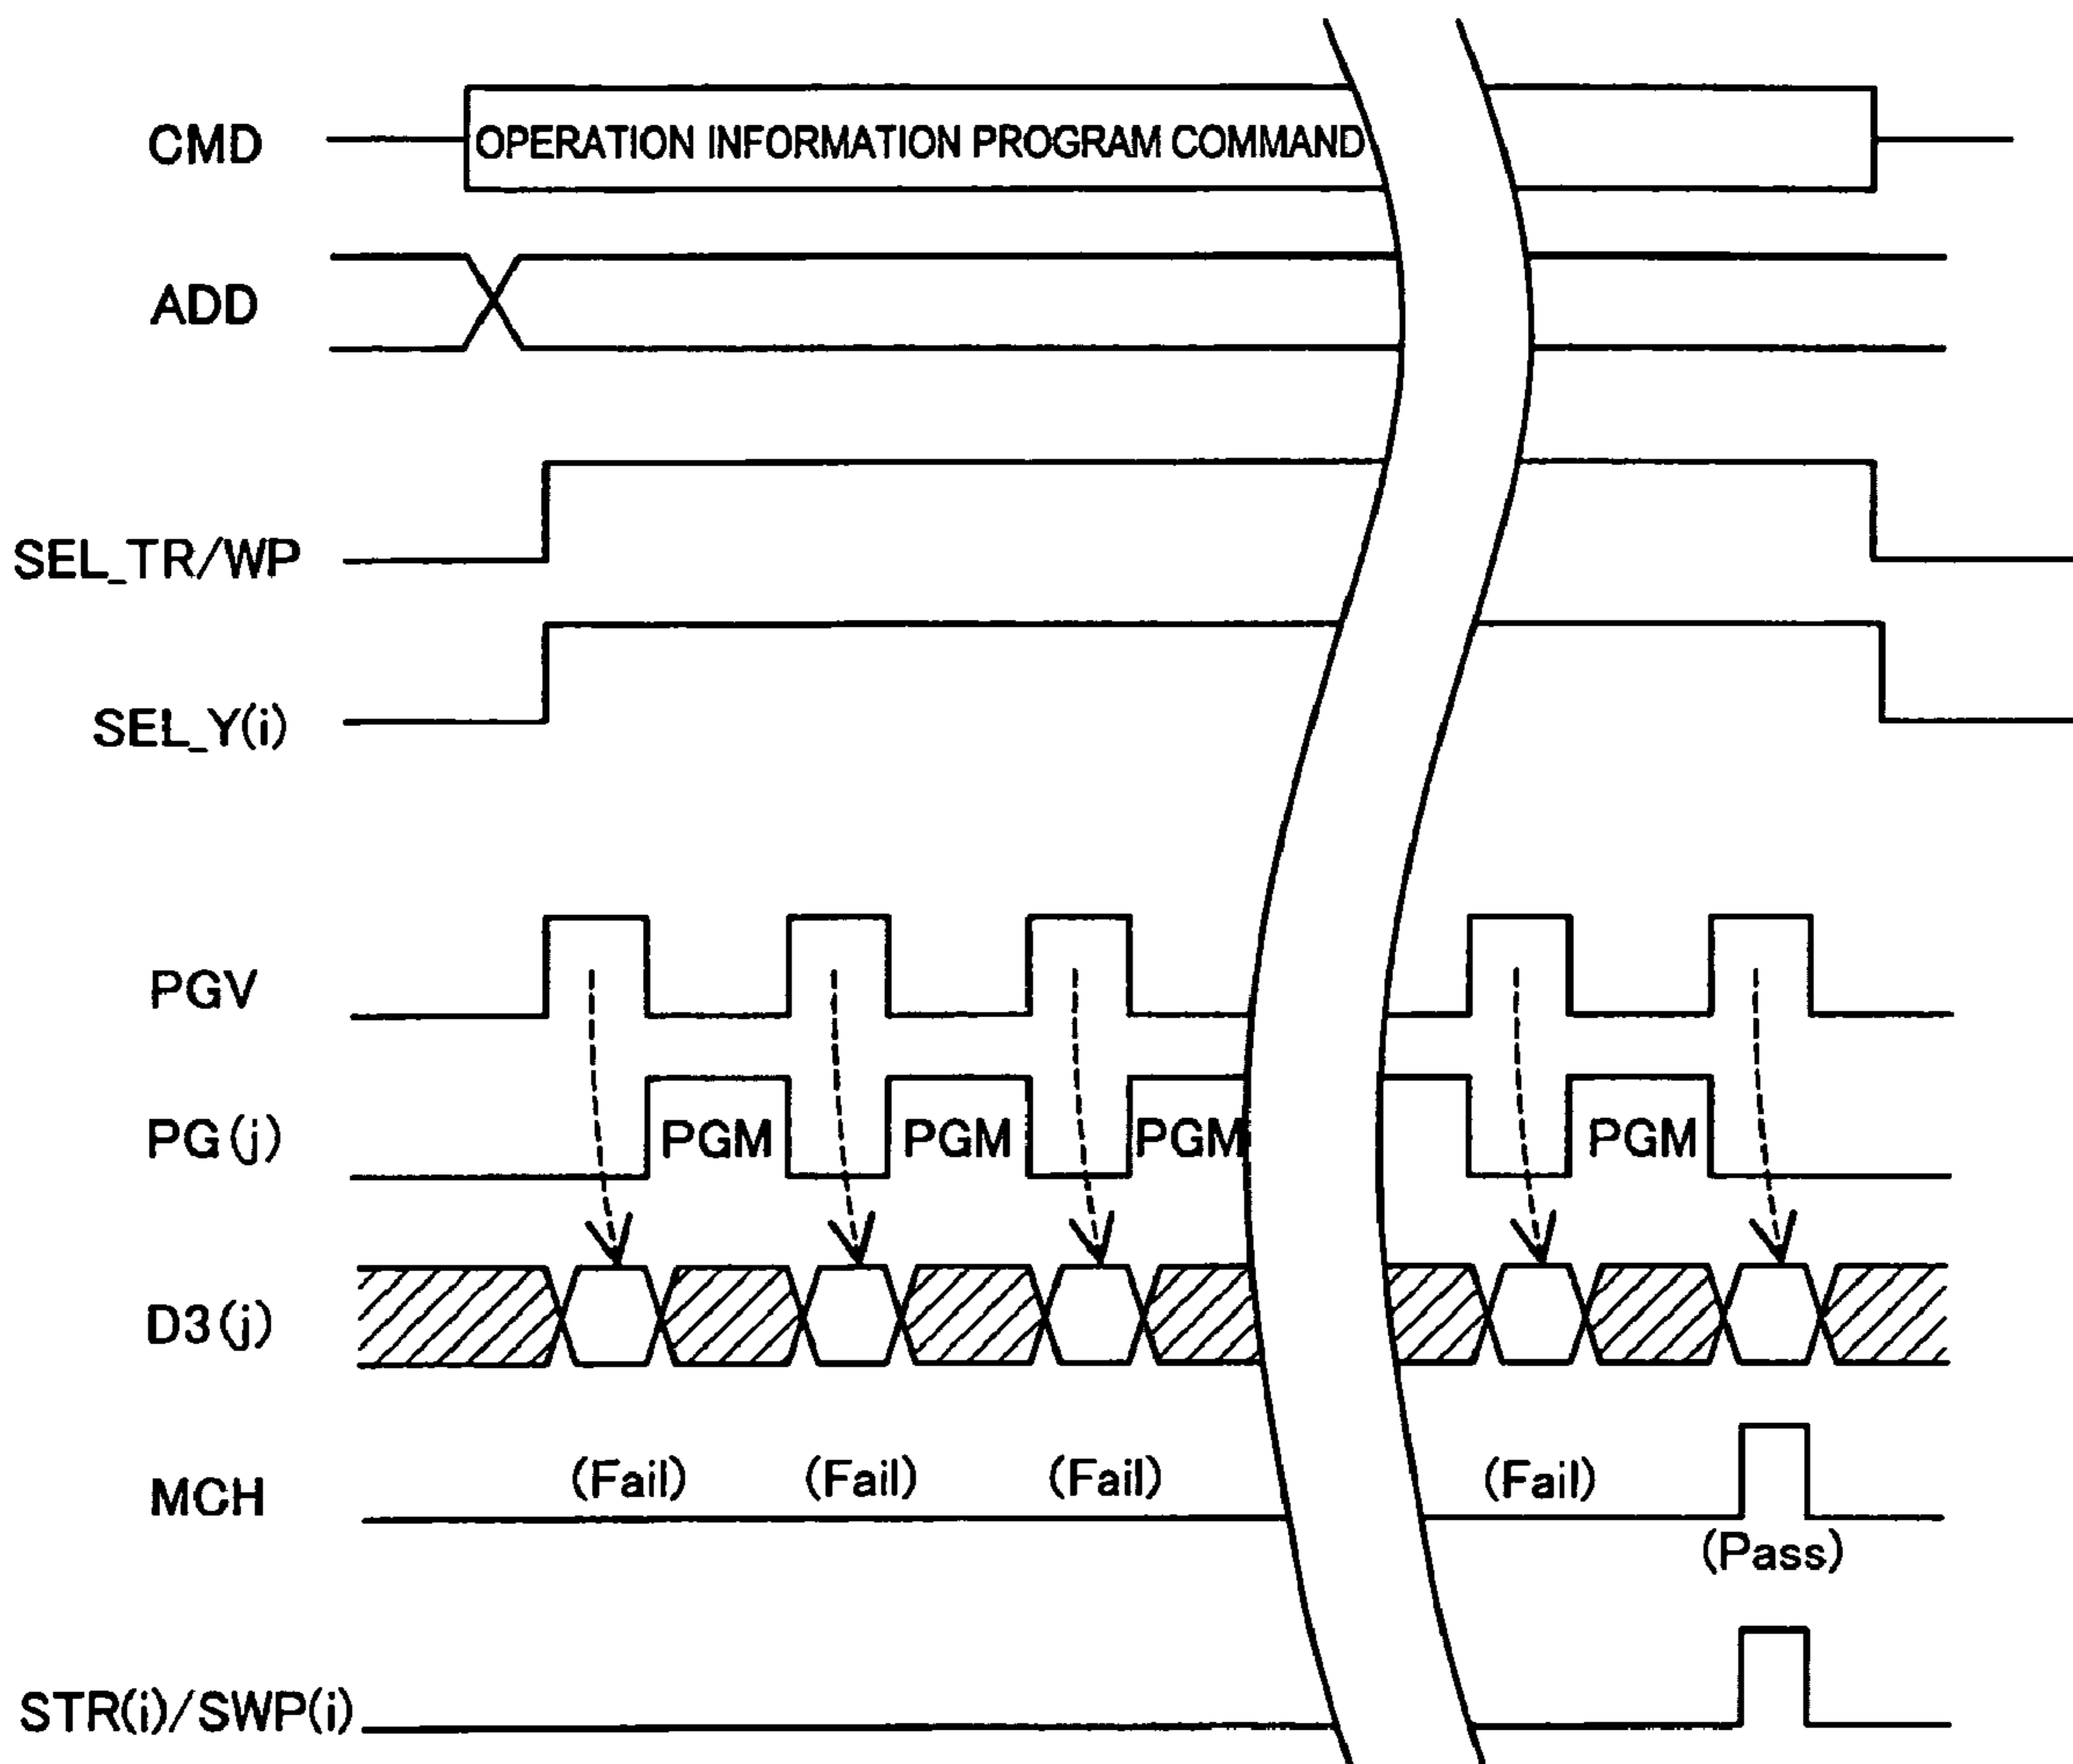 CMD OPERATION INFORMATION PROGRAM COMMAND
ADD
SEL_TR/WP
SEL_Y(i)
PGV
PG(j) PGM PGM PGM PGM
D3(j)
MCH (Fail) (Fail) (Fail) (Fail)
(Pass)
STR(i)/SWP(i)